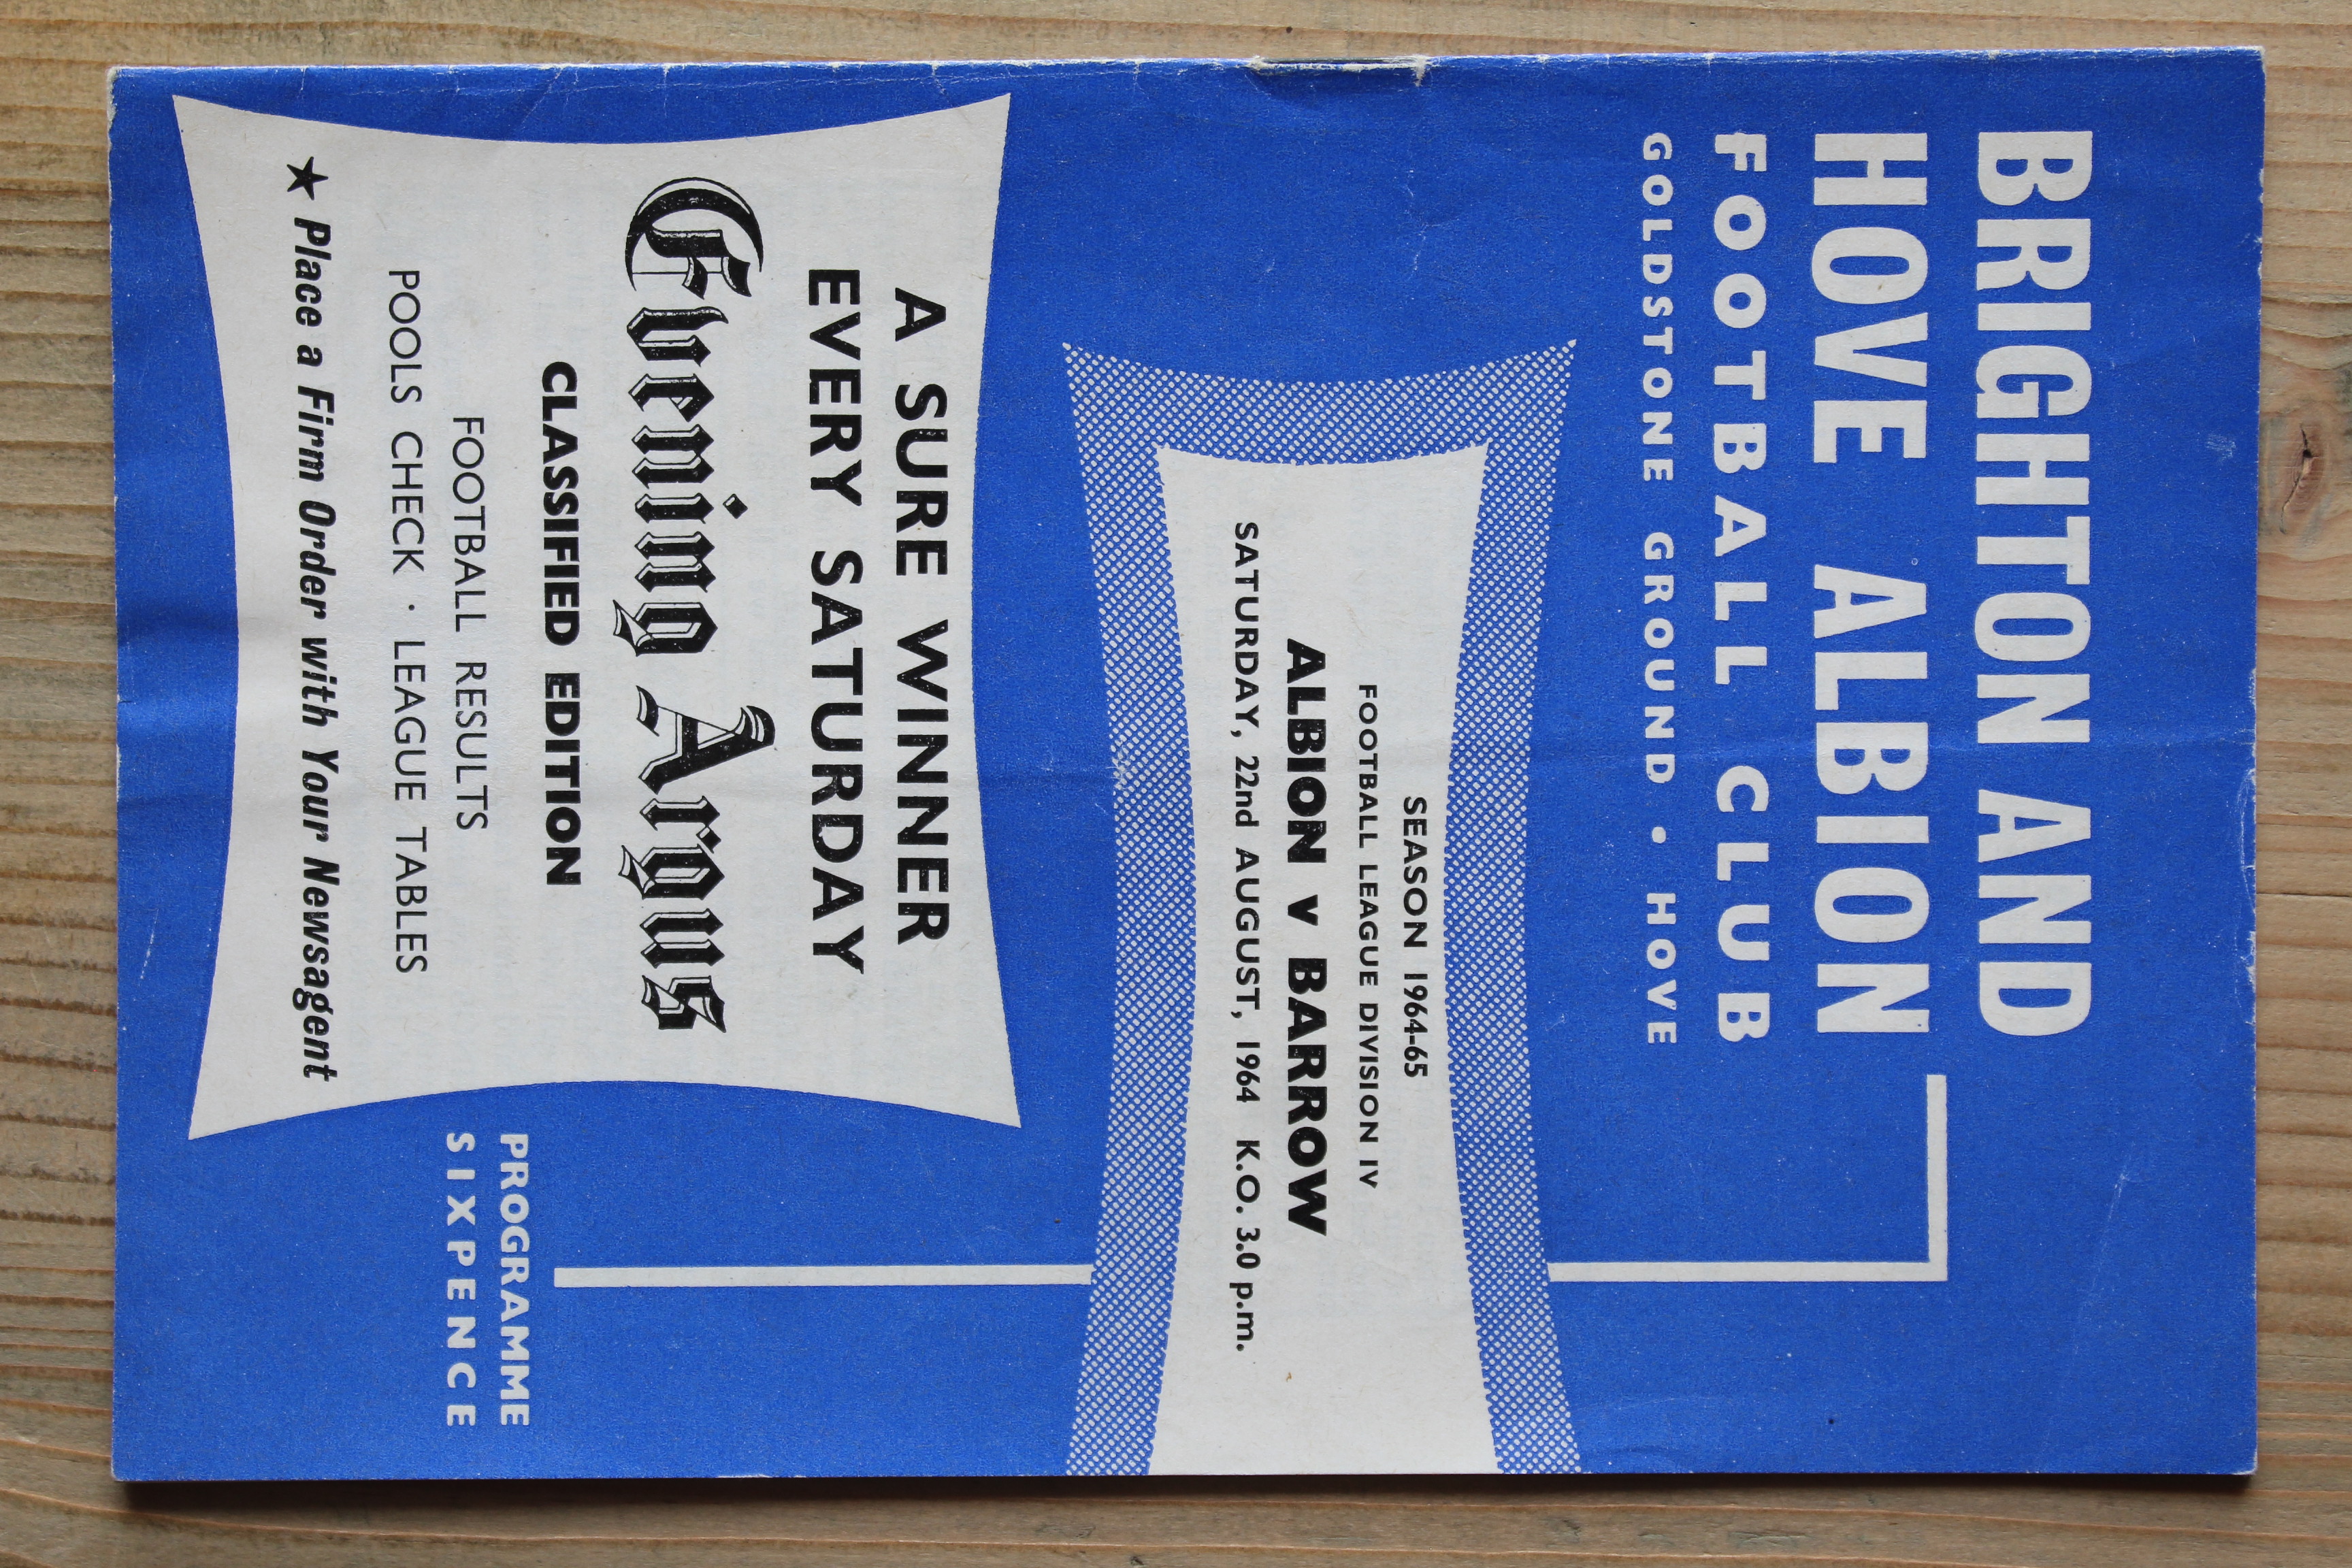 BRIGHTON AND
HOVE ALBION
FOOTBALL CLUB
GOLDSTONE GROUND • HOVE
SEASON 1964-65
FOOTBALL LEAGUE DIVISION IV
ALBION v BARROW
SATURDAY, 22nd AUGUST, 1964 K.O. 3.0 p.m.
A SURE WINNER
EVERY SATURDAY
Evening Argus
CLASSIFIED EDITION
FOOTBALL RESULTS
POOLS CHECK · LEAGUE TABLES
★ Place a Firm Order with Your Newsagent
PROGRAMME
SIXPENCE